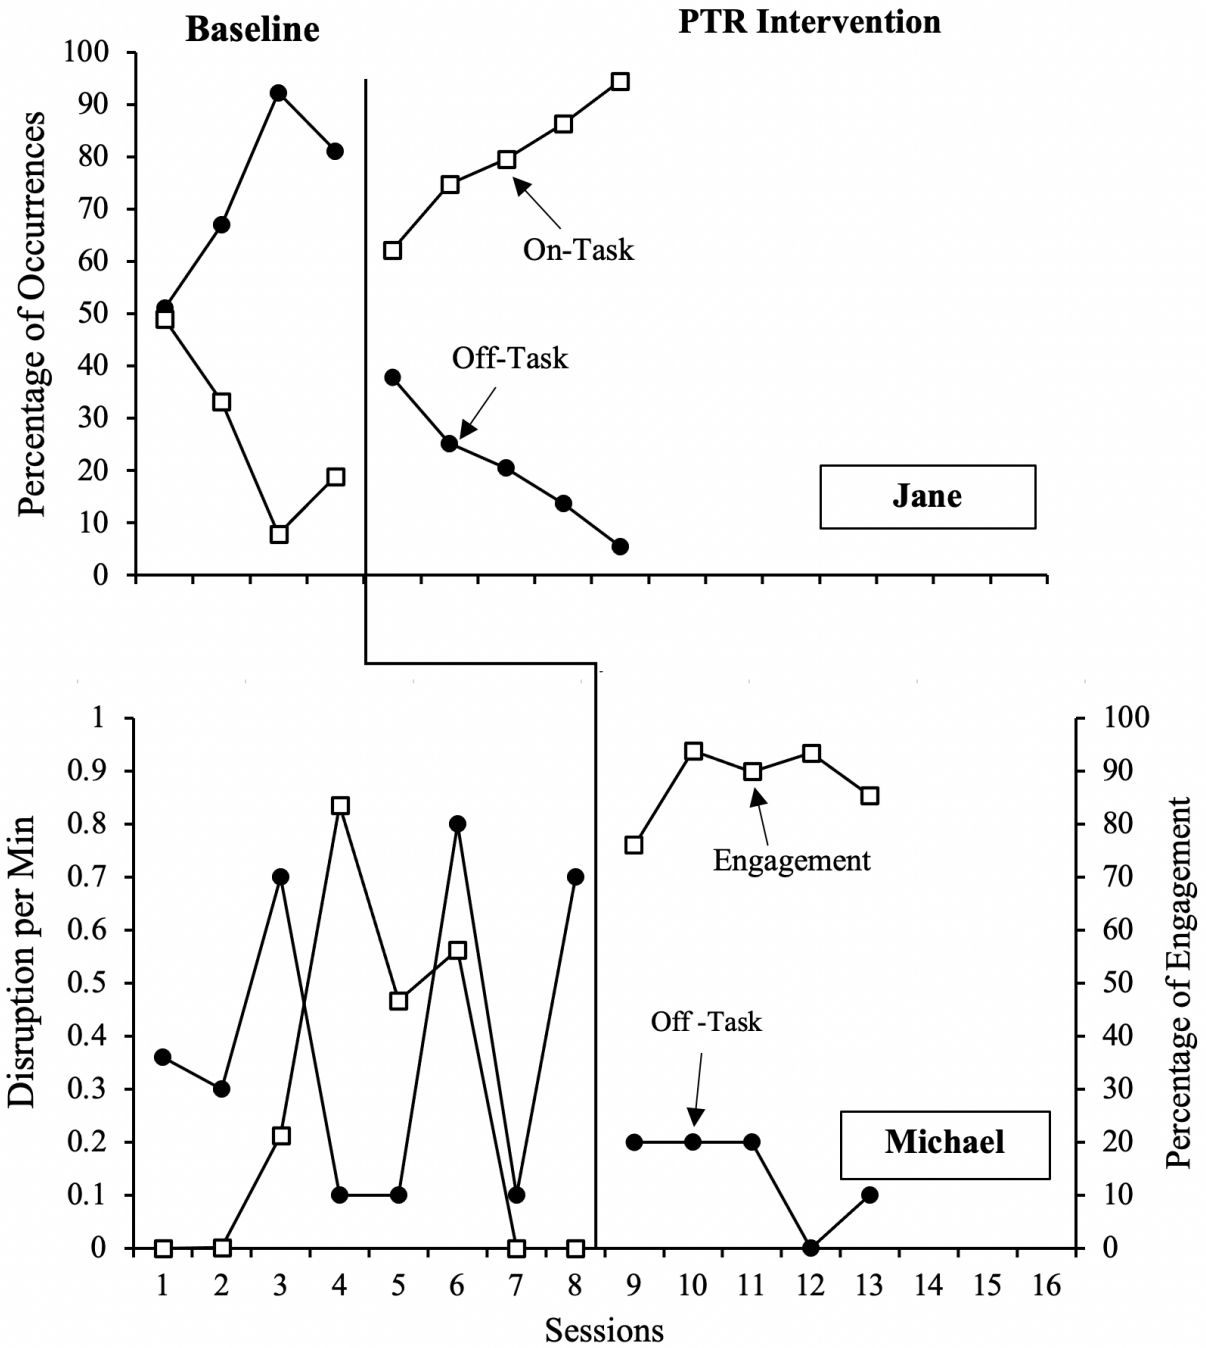 Baseline
PTR Intervention
Percentage of Occurrences
100
90
80
70
60
50
40
30
20
10
0
On-Task
Off-Task
Jane
Disruption per Min
1
0.9
0.8
0.7
0.6
0.5
0.4
0.3
0.2
0.1
0
Engagement
Off -Task
Michael
100
90
80
70
60
50
40
30
20
10
0
Percentage of Engagement
1 2 3 4 5 6 7 8 9 10 11 12 13 14 15 16
Sessions